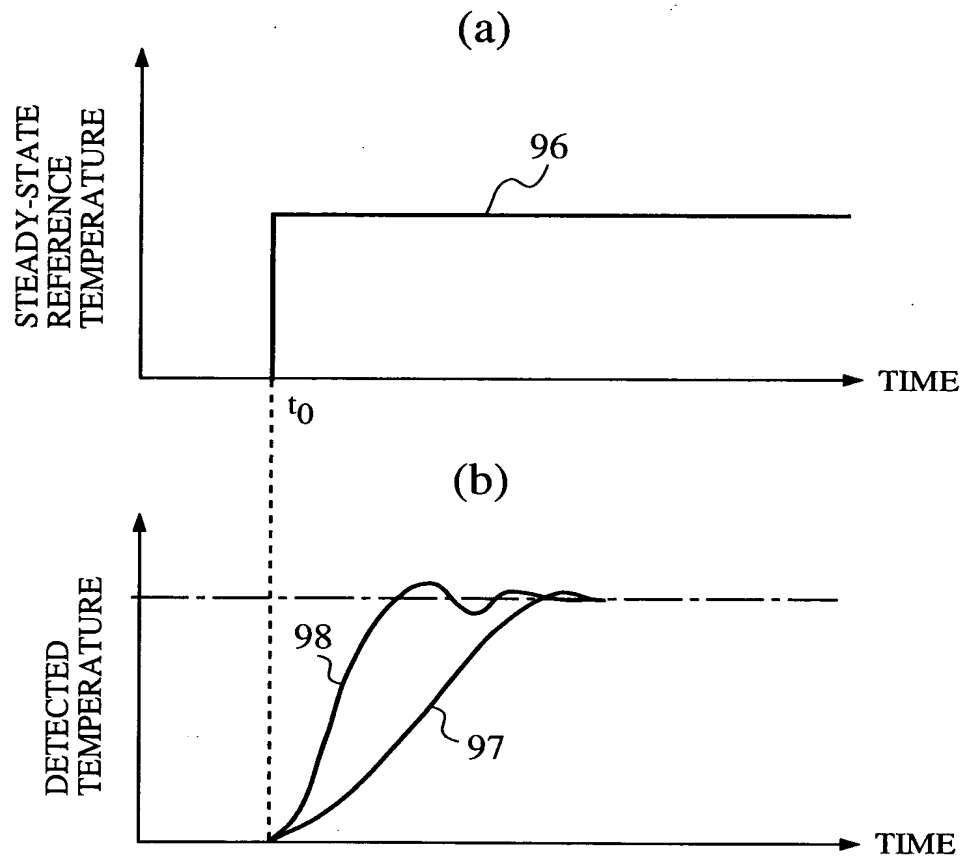 (a)
STEADY-STATE
REFERENCE
TEMPERATURE
96
TIME
t0
(b)
DETECTED
TEMPERATURE
98
97
TIME